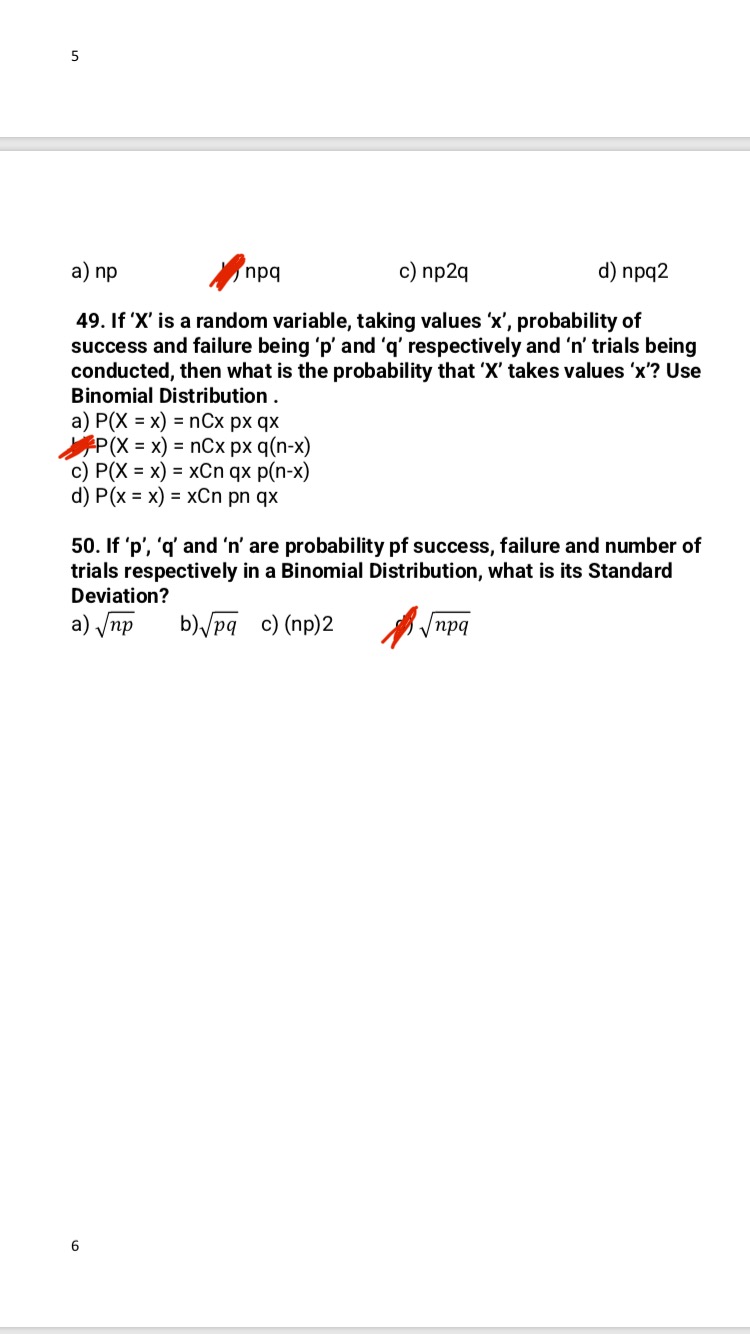 5
a) np npq c) np2q d) npq2
49. If ‘X’ is a random variable, taking values ‘x’, probability of
success and failure being ‘p’ and ‘q’ respectively and ‘n’ trials being
conducted, then what is the probability that ‘X’ takes values ‘x’? Use
Binomial Distribution .
a) P(X = x) = nCx px qx
P(X = x) = nCx px q(n-x)
c) P(X = x) = xCn qx p(n-x)
d) P(x = x) = xCn pn qx
50. If ‘p’, ‘q’ and ‘n’ are probability pf success, failure and number of
trials respectively in a Binomial Distribution, what is its Standard
Deviation?
a) √np b)√pq c) (np)2 √npq
6